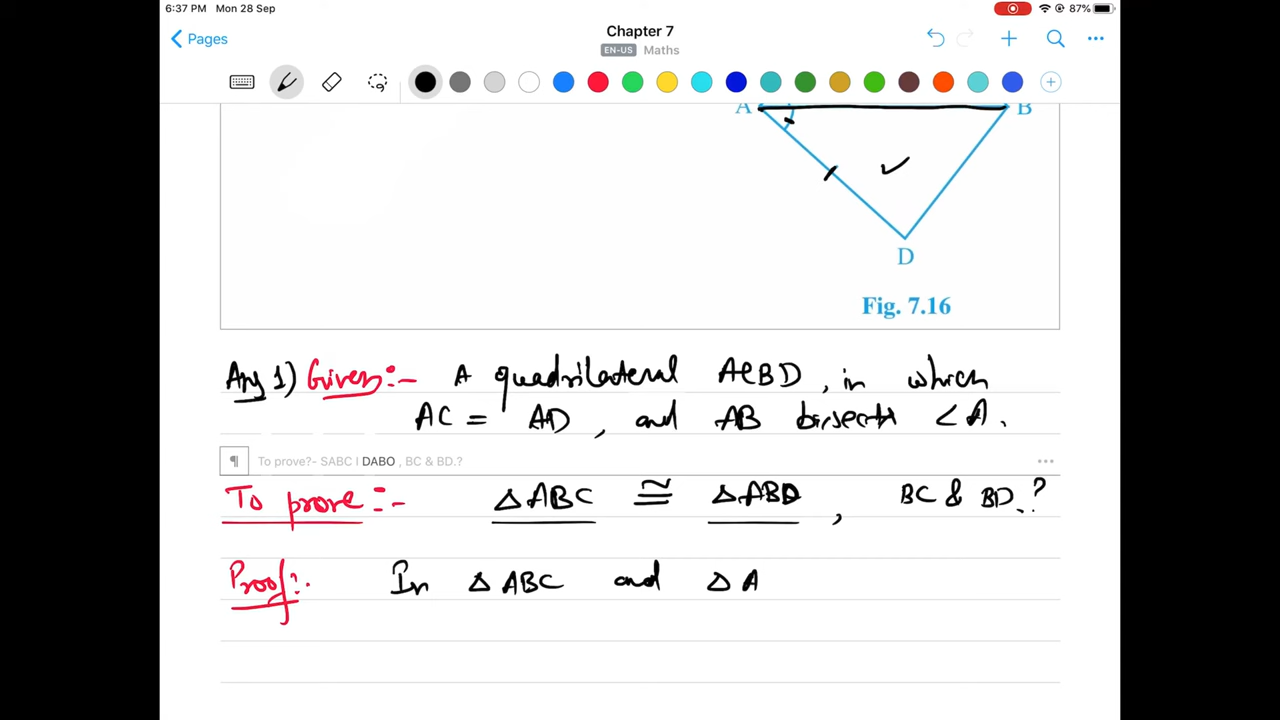 6:37 PM Mon 28 Sep 87%
Pages
Chapter 7
EN-US Maths
A B
D
Fig. 7.16
Ans 1) Given:- A quadrilateral ACBD, in which
AC = AD, and AB bisects <A.
¶ To prove?- SABC I DABO , BC & BD.?
To prove:- △ABC ≅ △ABD, BC & BD.?
Proof:. In △ABC and △A